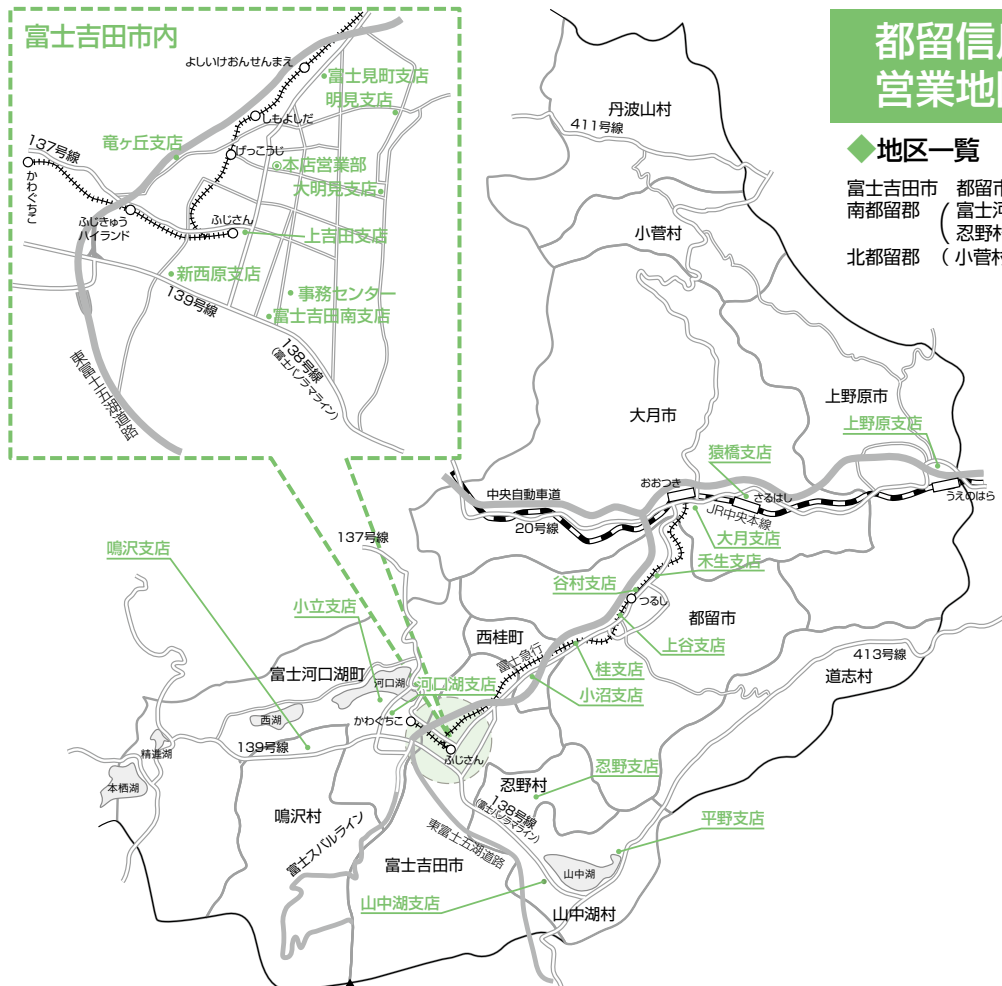 富士吉田市内
よしいけおんせんまえ
富士見町支店
明見支店
しもよしだ
竜ヶ丘支店
げっこうじ
本店営業部
大明見支店
137号線
かわぐちこ
ふじきゅう
ハイランド
ふじさん
上吉田支店
新西原支店
139号線
事務センター
富士吉田南支店
138号線
(富士パノラマライン)
東富士五湖道路
都留信
営業地
◆地区一覧
富士吉田市 都留市
南都留郡 ( 富士河
忍野村
北都留郡 ( 小菅村
丹波山村
411号線
小菅村
大月市
上野原市
上野原支店
猿橋支店
おおつき
さるはし
うえのはら
中央自動車道
20号線
JR中央本線
大月支店
禾生支店
谷村支店
つるし
都留市
上谷支店
137号線
鳴沢支店
小立支店
西桂町
富士急行
桂支店
小沼支店
413号線
道志村
富士河口湖町
河口湖
河口湖支店
かわぐちこ
西湖
精進湖
本栖湖
139号線
ふじさん
忍野支店
忍野村
138号線
(富士パノラマライン)
鳴沢村
富士スバルライン
富士吉田市
東富士五湖道路
平野支店
山中湖
山中湖支店
山中湖村